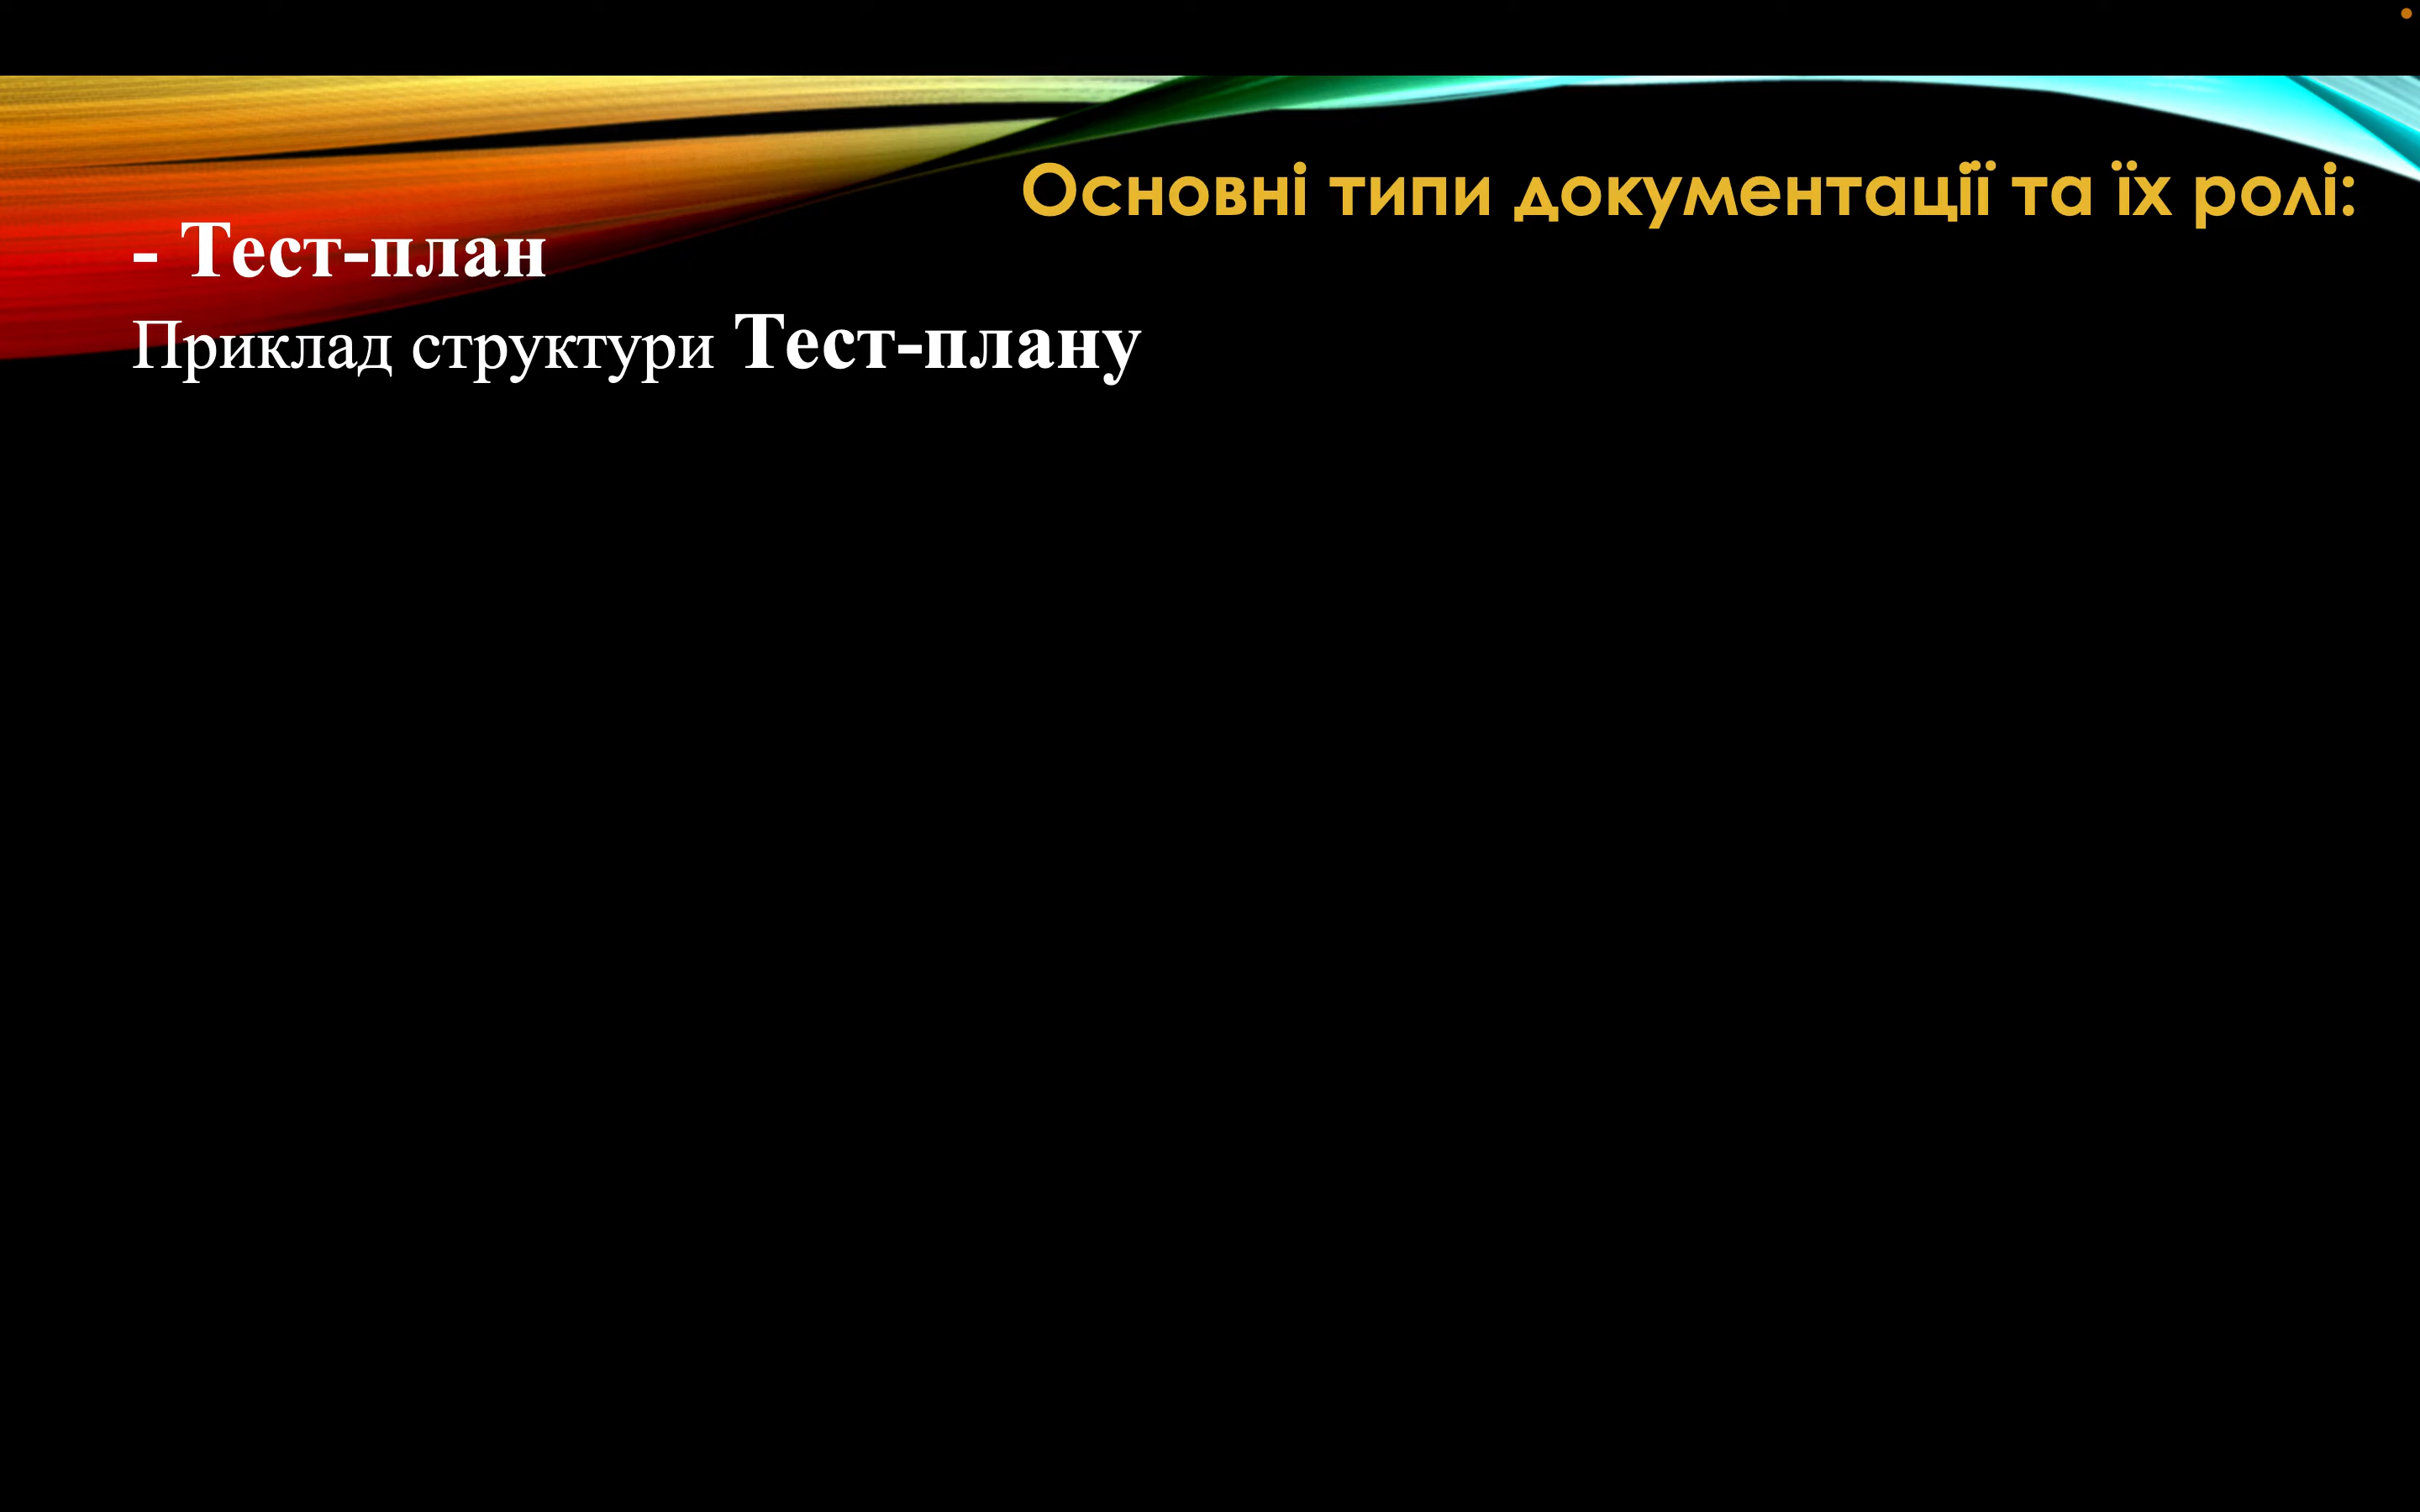 Основні типи документації та їх ролі:
- Тест-план
Приклад структури Тест-плану